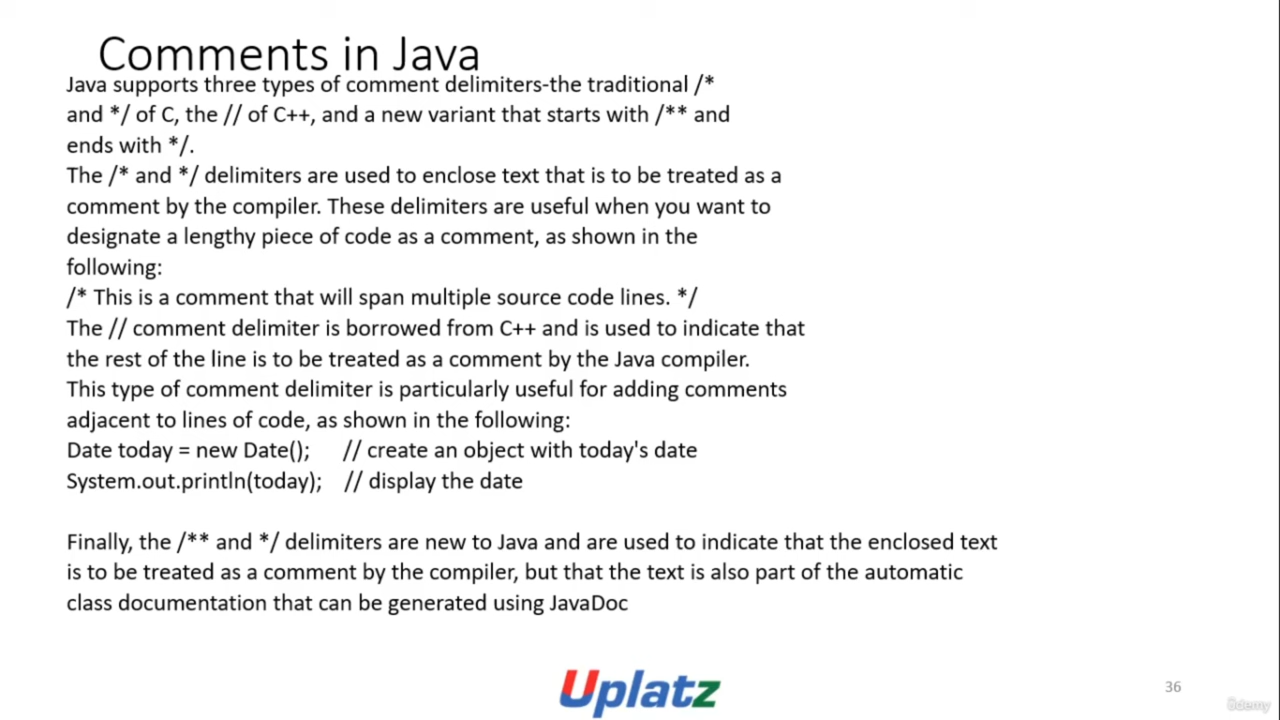 Comments in Java
Java supports three types of comment delimiters-the traditional /*
and */ of C, the // of C++, and a new variant that starts with /** and
ends with */.
The /* and */ delimiters are used to enclose text that is to be treated as a
comment by the compiler. These delimiters are useful when you want to
designate a lengthy piece of code as a comment, as shown in the
following:
/* This is a comment that will span multiple source code lines. */
The // comment delimiter is borrowed from C++ and is used to indicate that
the rest of the line is to be treated as a comment by the Java compiler.
This type of comment delimiter is particularly useful for adding comments
adjacent to lines of code, as shown in the following:
Date today = new Date();     // create an object with today's date
System.out.println(today);   // display the date
Finally, the /** and */ delimiters are new to Java and are used to indicate that the enclosed text
is to be treated as a comment by the compiler, but that the text is also part of the automatic
class documentation that can be generated using JavaDoc
Uplatz
36
ûdemy